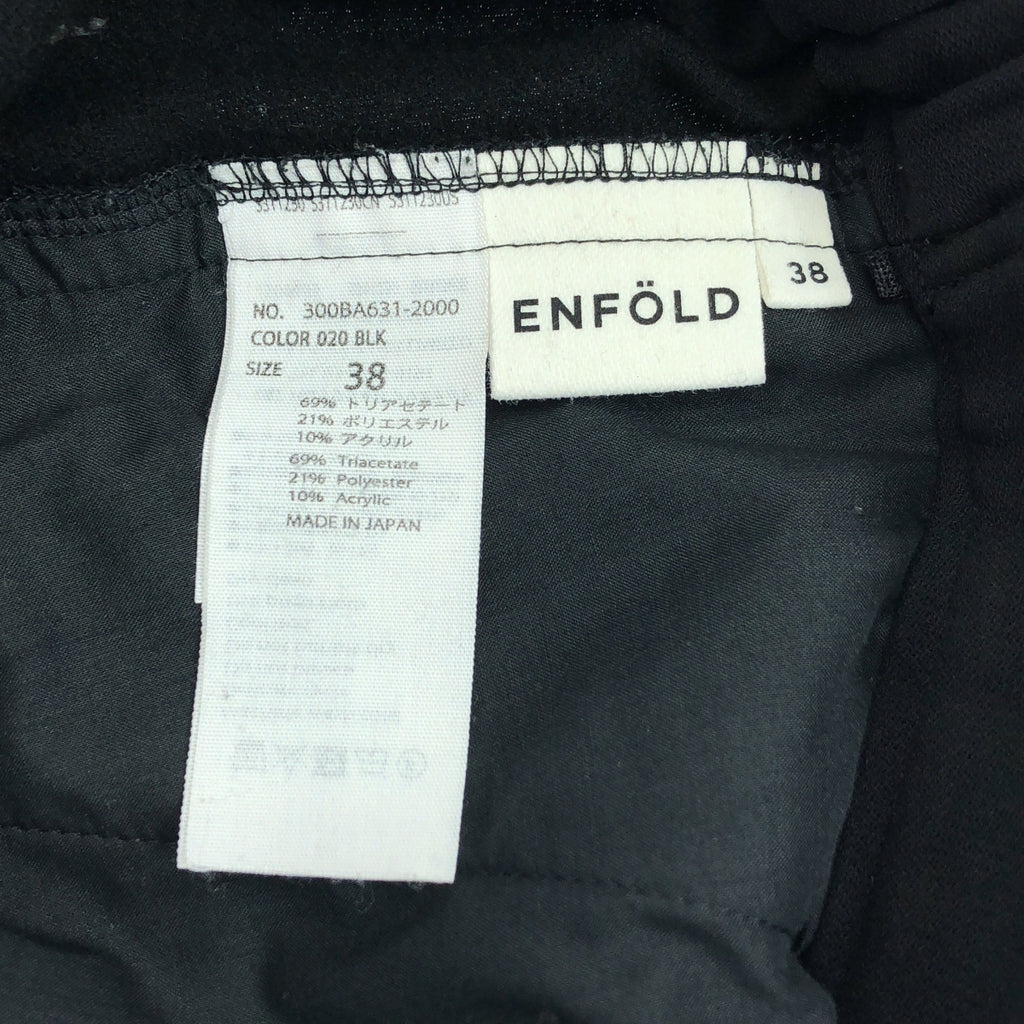 NO. 300BA631-2000
COLOR 020 BLK
SIZE 38
69% トリアセテート
21% ポリエステル
10% アクリル
69% Triacetate
21% Polyester
10% Acrylic
MADE IN JAPAN
ENFÖLD
38